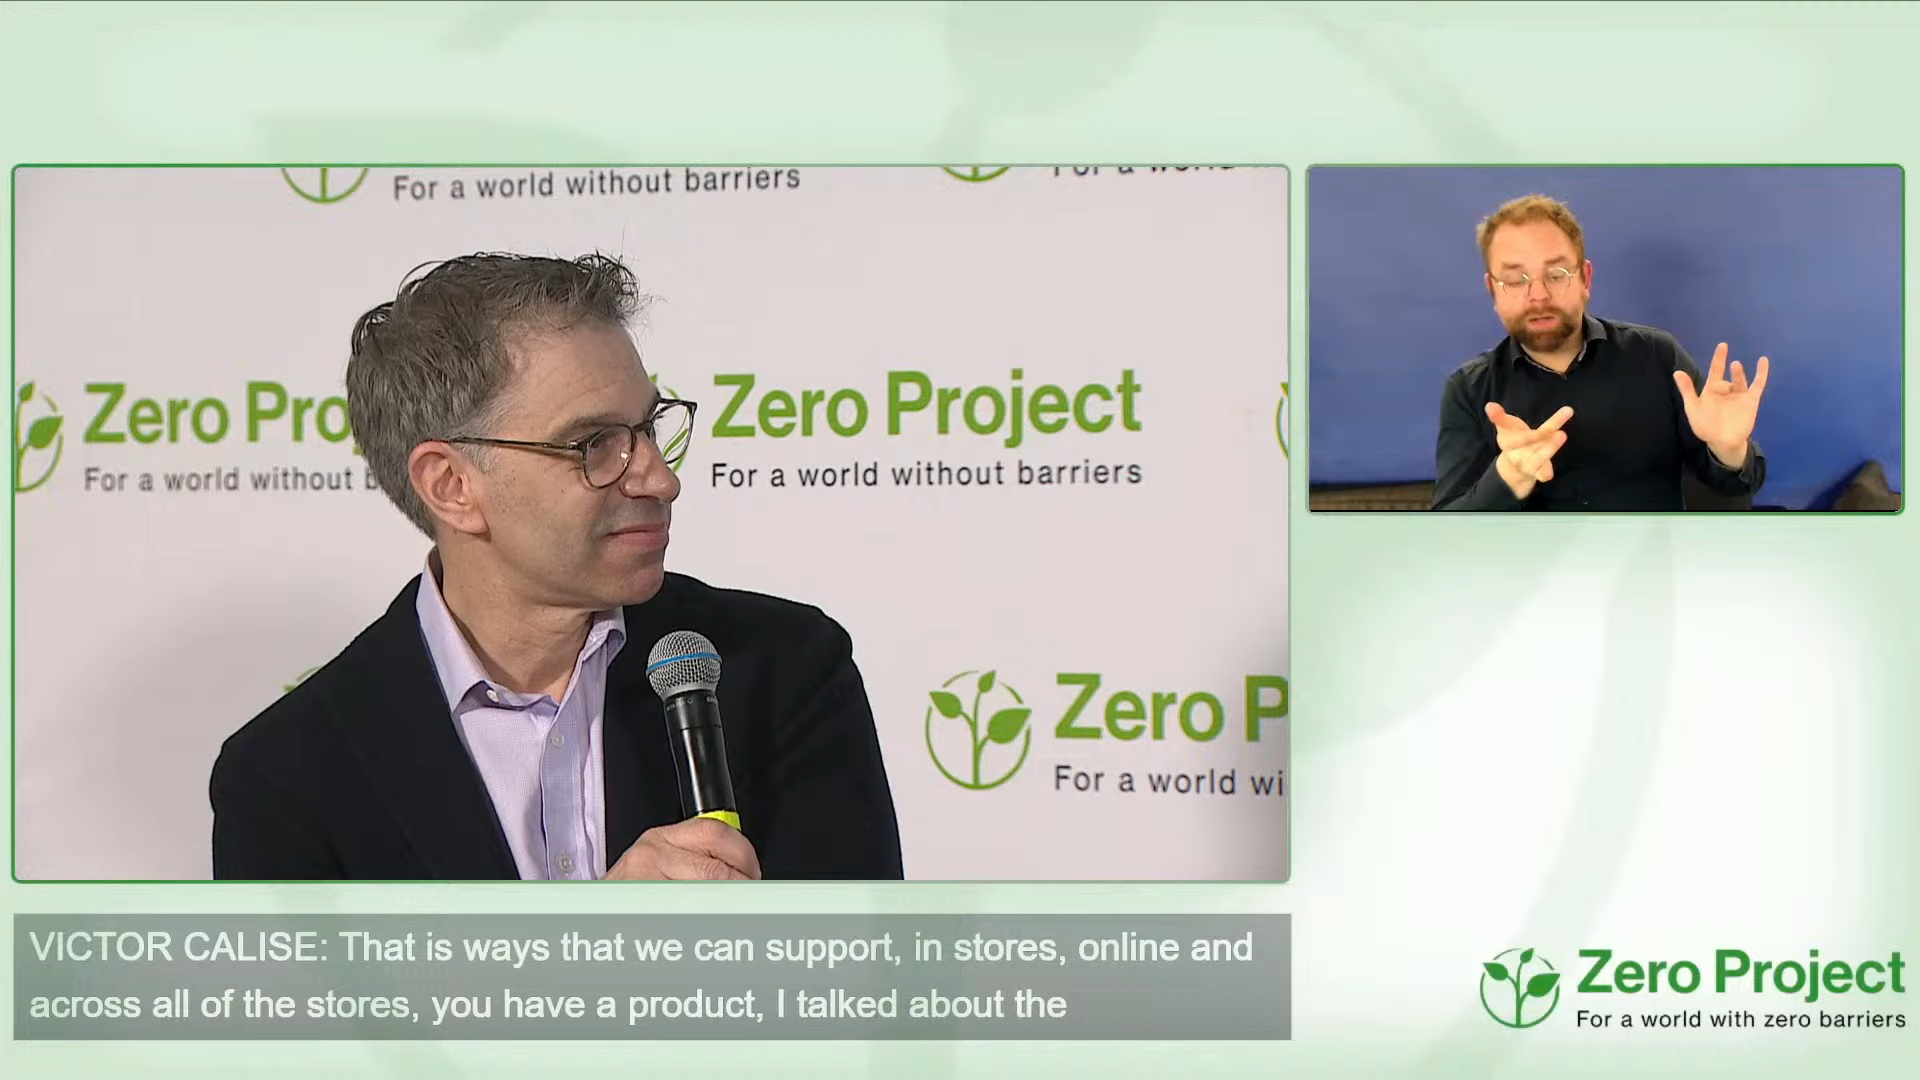 For a world without barriers
Zero Pro
For a world without b
Zero Project
For a world without barriers
Zero P
For a world wi
VICTOR CALISE: That is ways that we can support, in stores, online and
across all of the stores, you have a product, I talked about the
Zero Project
For a world with zero barriers